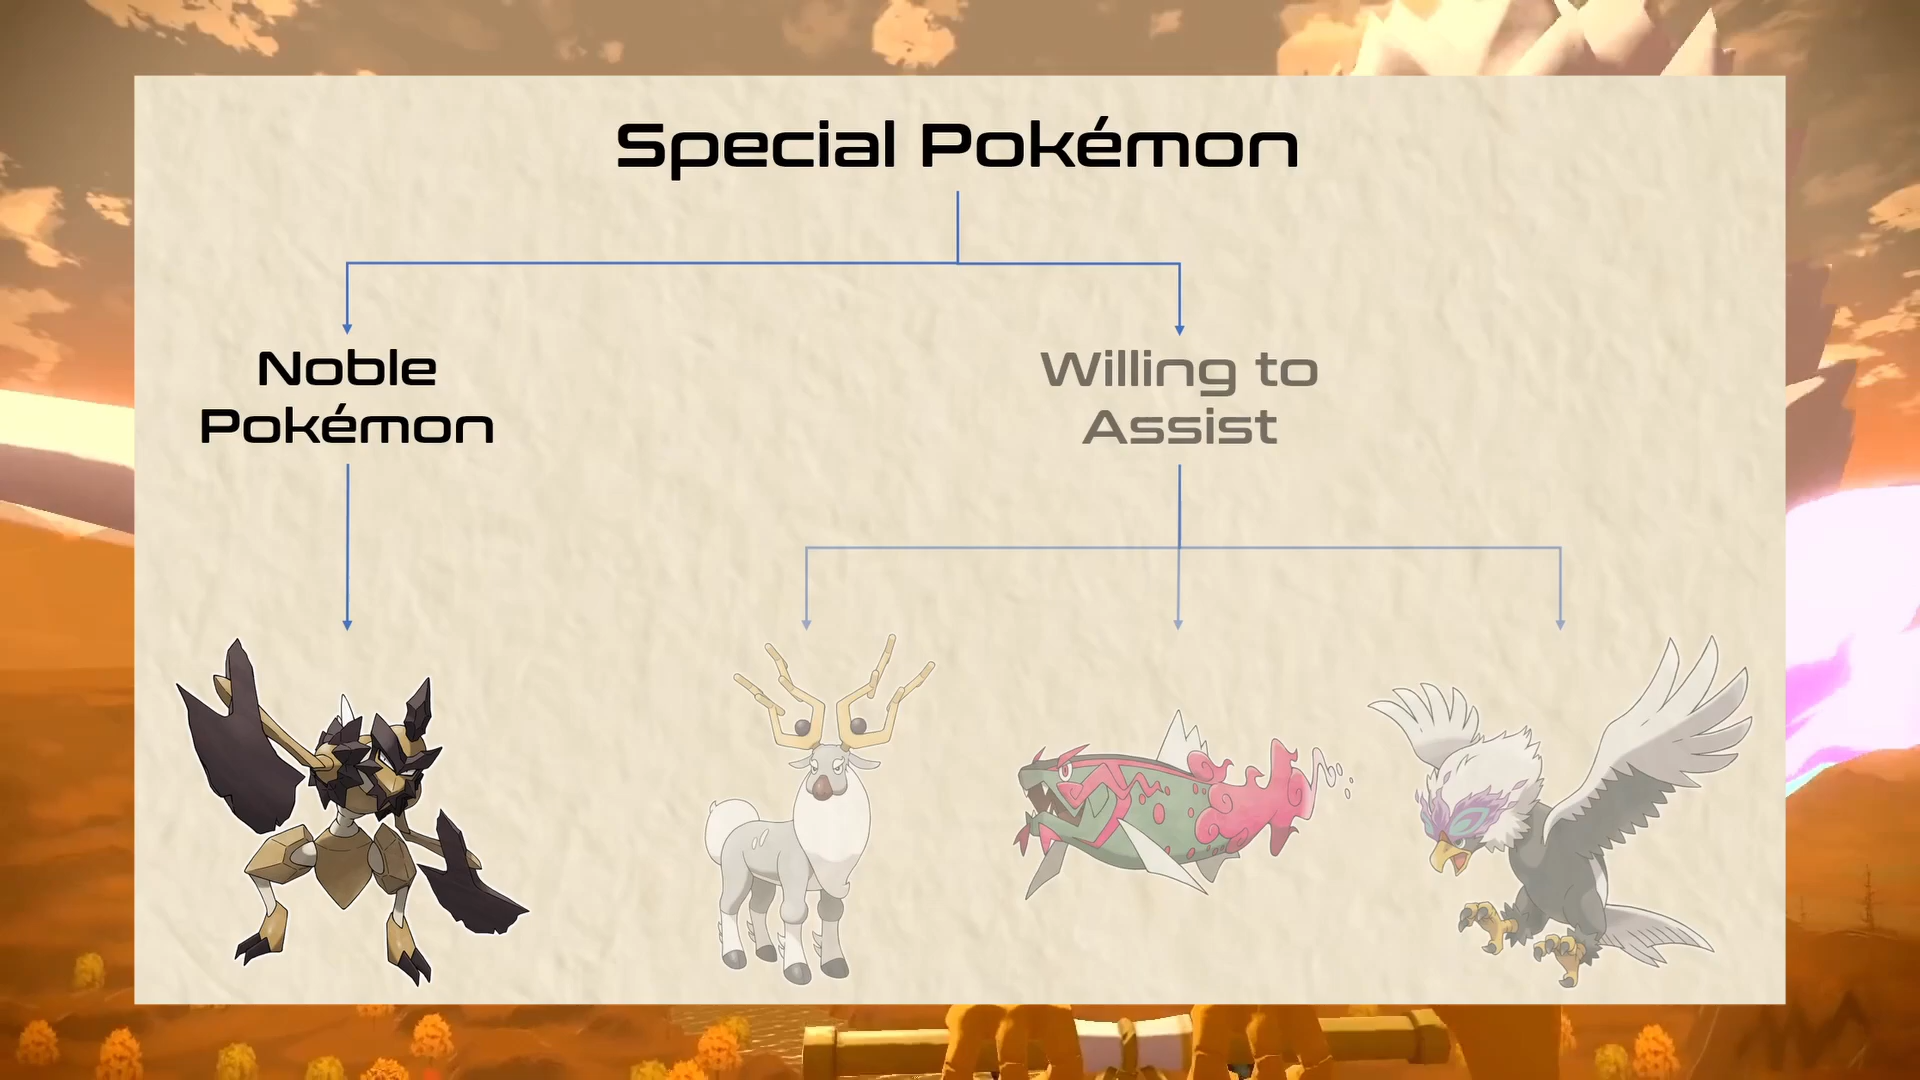 Special Pokémon
Noble
Pokémon
Willing to
Assist